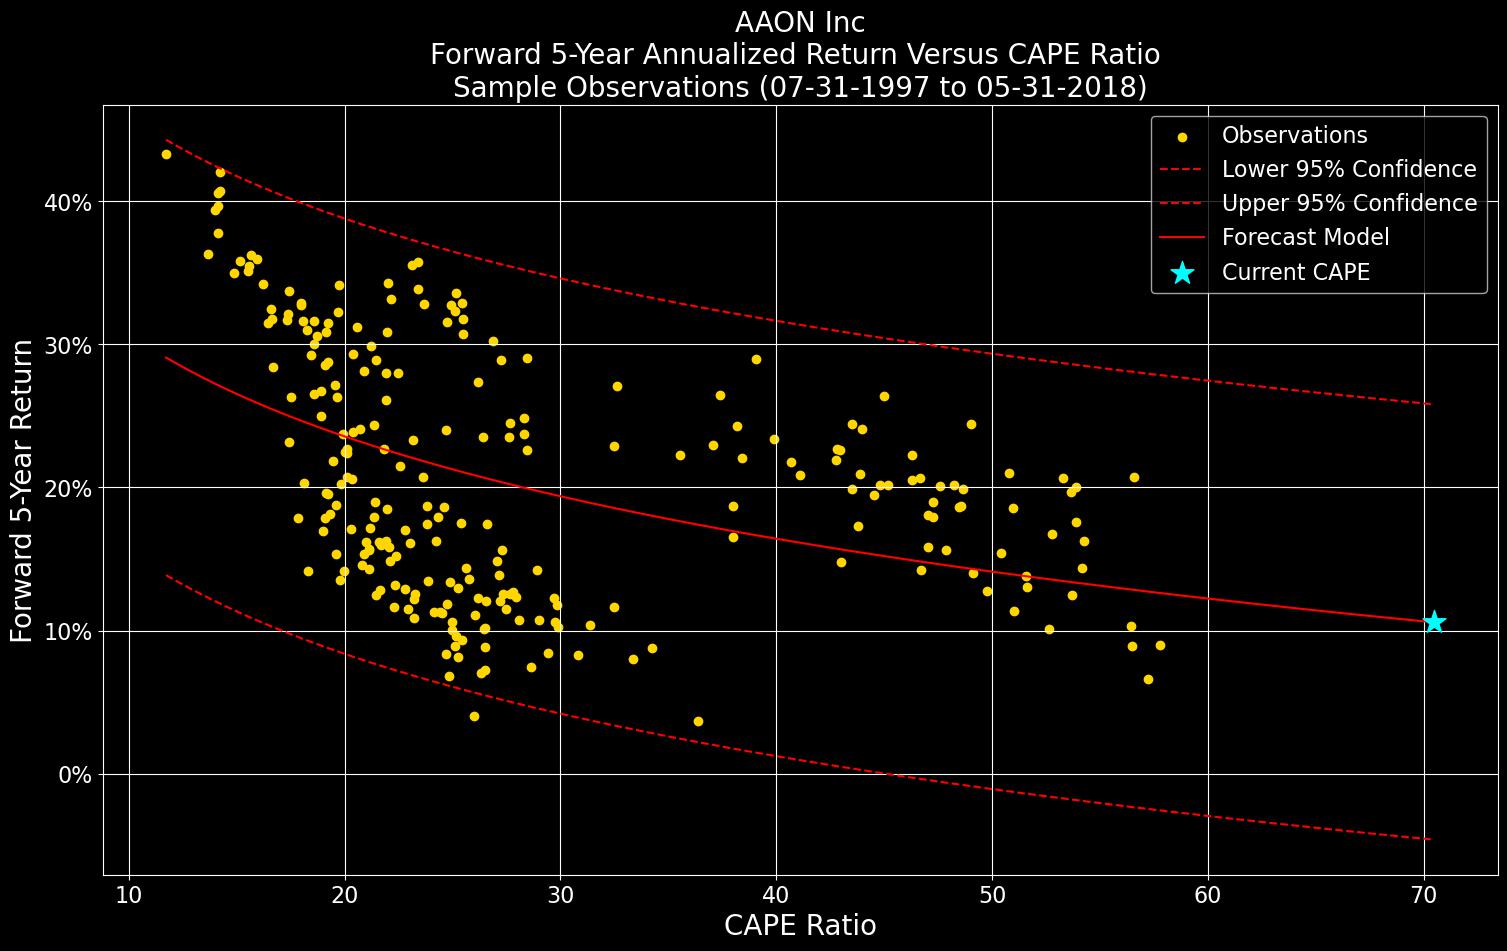 AAON Inc
Forward 5-Year Annualized Return Versus CAPE Ratio
Sample Observations (07-31-1997 to 05-31-2018)
Observations
Lower 95% Confidence
Upper 95% Confidence
Forecast Model
Current CAPE
Forward 5-Year Return
40%
30%
20%
10%
0%
10 20 30 40 50 60 70
CAPE Ratio